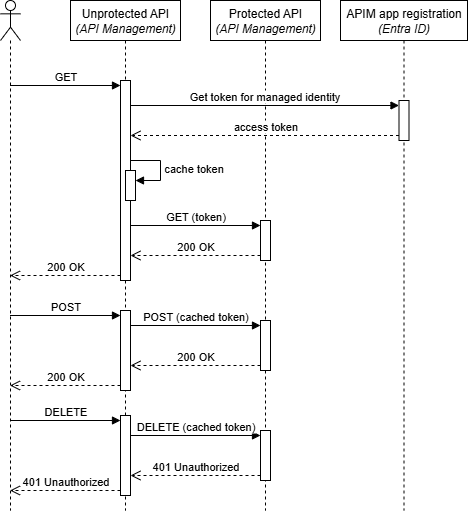 Unprotected API
(API Management)
Protected API
(API Management)
APIM app registration
(Entra ID)
GET
Get token for managed identity
access token
cache token
GET (token)
200 OK
200 OK
POST
POST (cached token)
200 OK
200 OK
DELETE
DELETE (cached token)
401 Unauthorized
401 Unauthorized